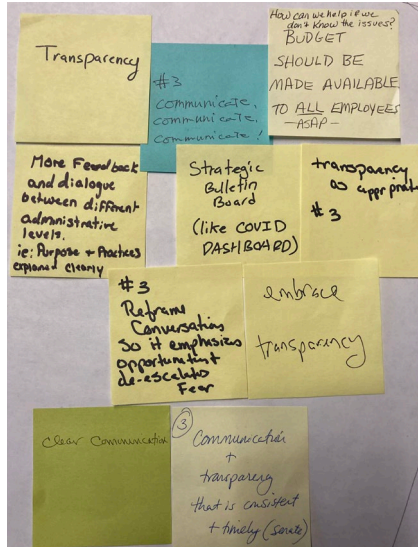 Transparency
#3
communicate,
communicate,
communicate!
How can we help if we
don't know the issues?
BUDGET
SHOULD BE
MADE AVAILABLE
TO ALL EMPLOYEES
-ASAP-
More Feedback
and dialogue
between different
administrative
levels.
ie: Purpose + Practices
explained clearly
Strategic
Bulletin
Board
(like COVID
DASHBOARD)
transparency
as appropriate
#3
#3
Reframe
Conversation
so it emphasizes
de-escalates
Fear
embrace
transparency
clear communication
3
Communication
+
transparency
that is consistent
+ timely (senate)